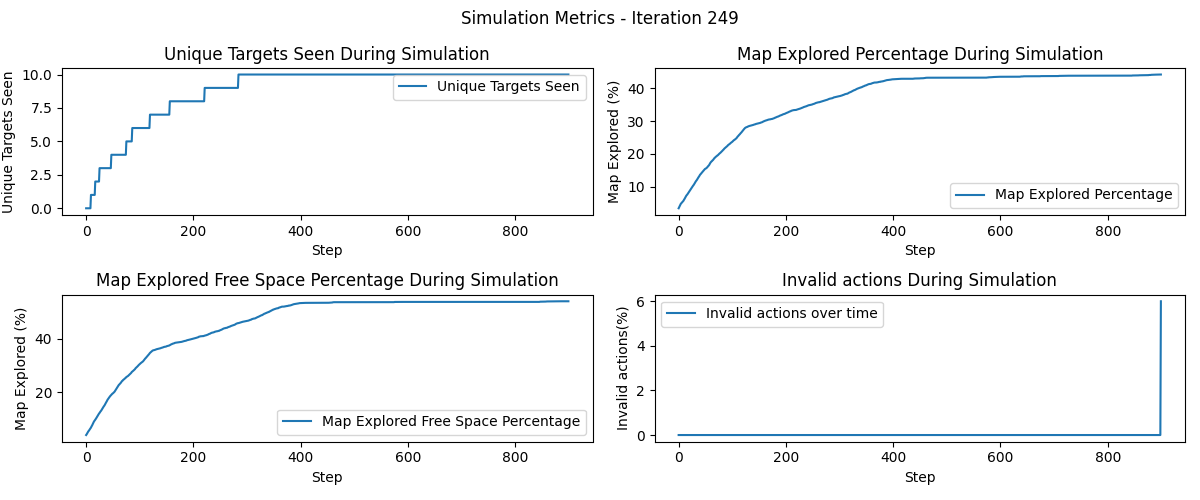 Simulation Metrics - Iteration 249
Unique Targets Seen During Simulation
Unique Targets Seen
10.0
7.5
5.0
2.5
0.0
Unique Targets Seen
0 200 400 600 800
Step
Map Explored Percentage During Simulation
Map Explored (%)
40
30
20
10
Map Explored Percentage
0 200 400 600 800
Step
Map Explored Free Space Percentage During Simulation
Map Explored (%)
40
20
Map Explored Free Space Percentage
0 200 400 600 800
Step
Invalid actions During Simulation
Invalid actions(%)
6
4
2
0
Invalid actions over time
0 200 400 600 800
Step